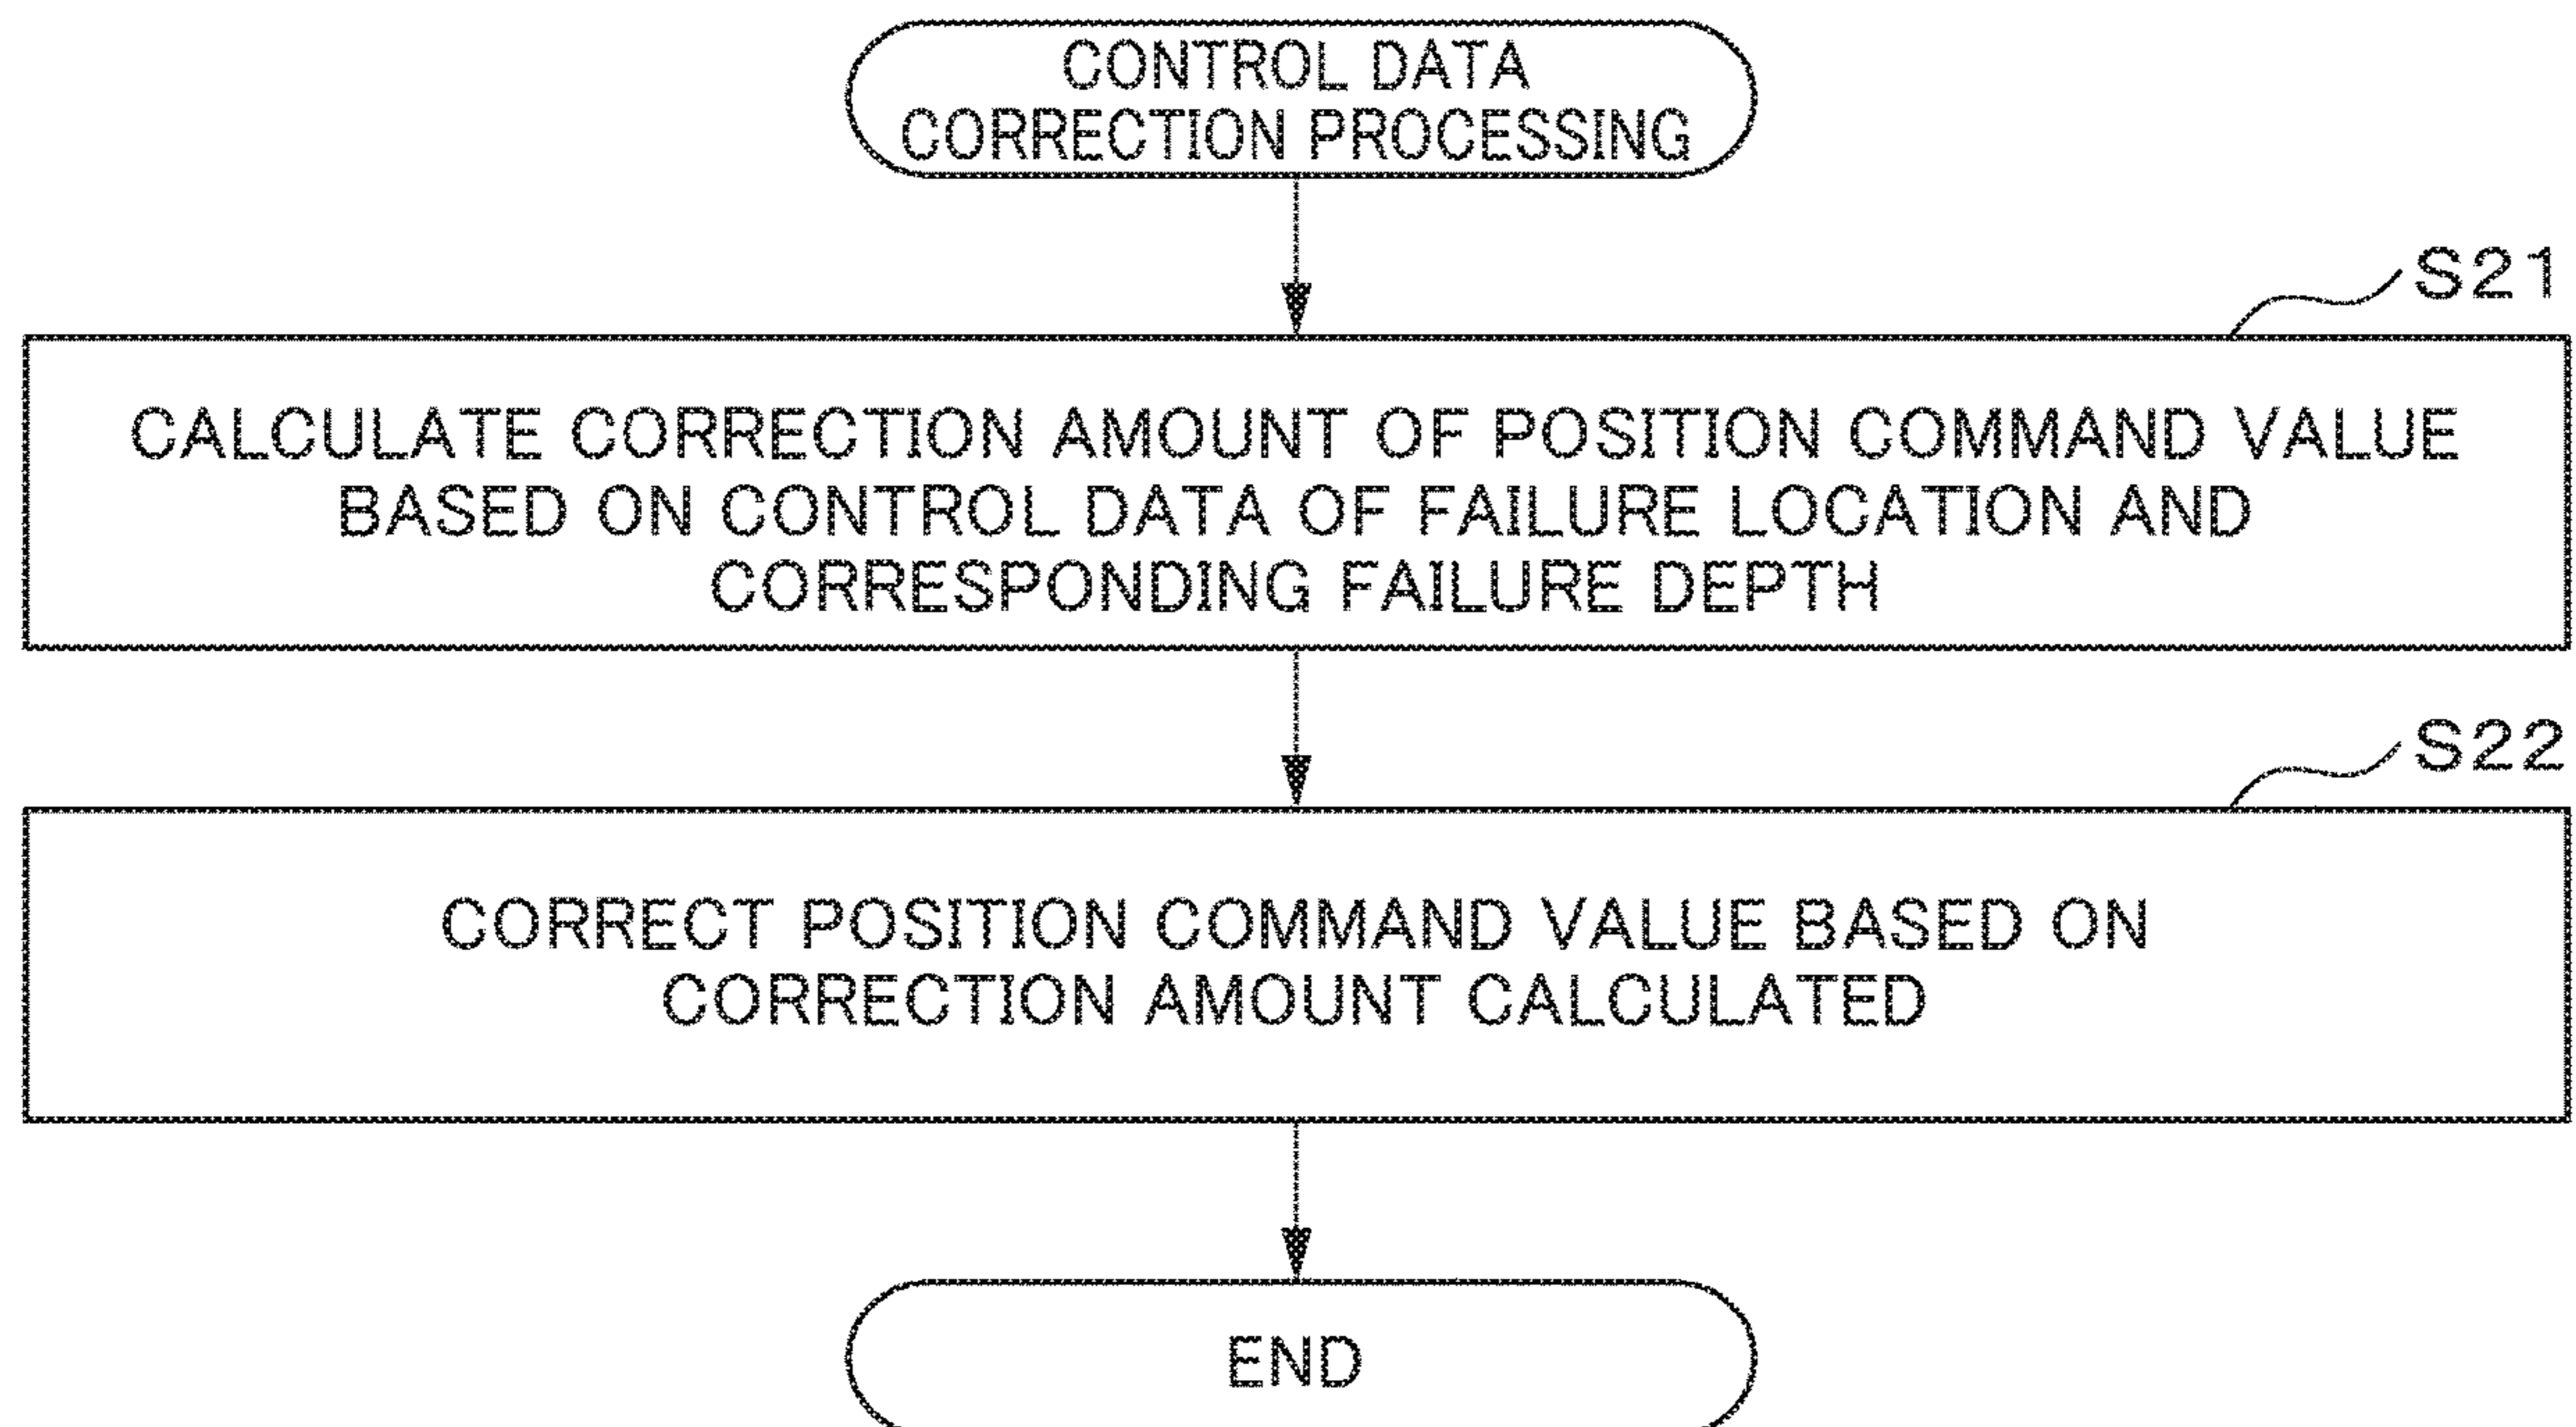 CONTROL DATA
CORRECTION PROCESSING
S21
CALCULATE CORRECTION AMOUNT OF POSITION COMMAND VALUE
BASED ON CONTROL DATA OF FAILURE LOCATION AND
CORRESPONDING FAILURE DEPTH
S22
CORRECT POSITION COMMAND VALUE BASED ON
CORRECTION AMOUNT CALCULATED
END